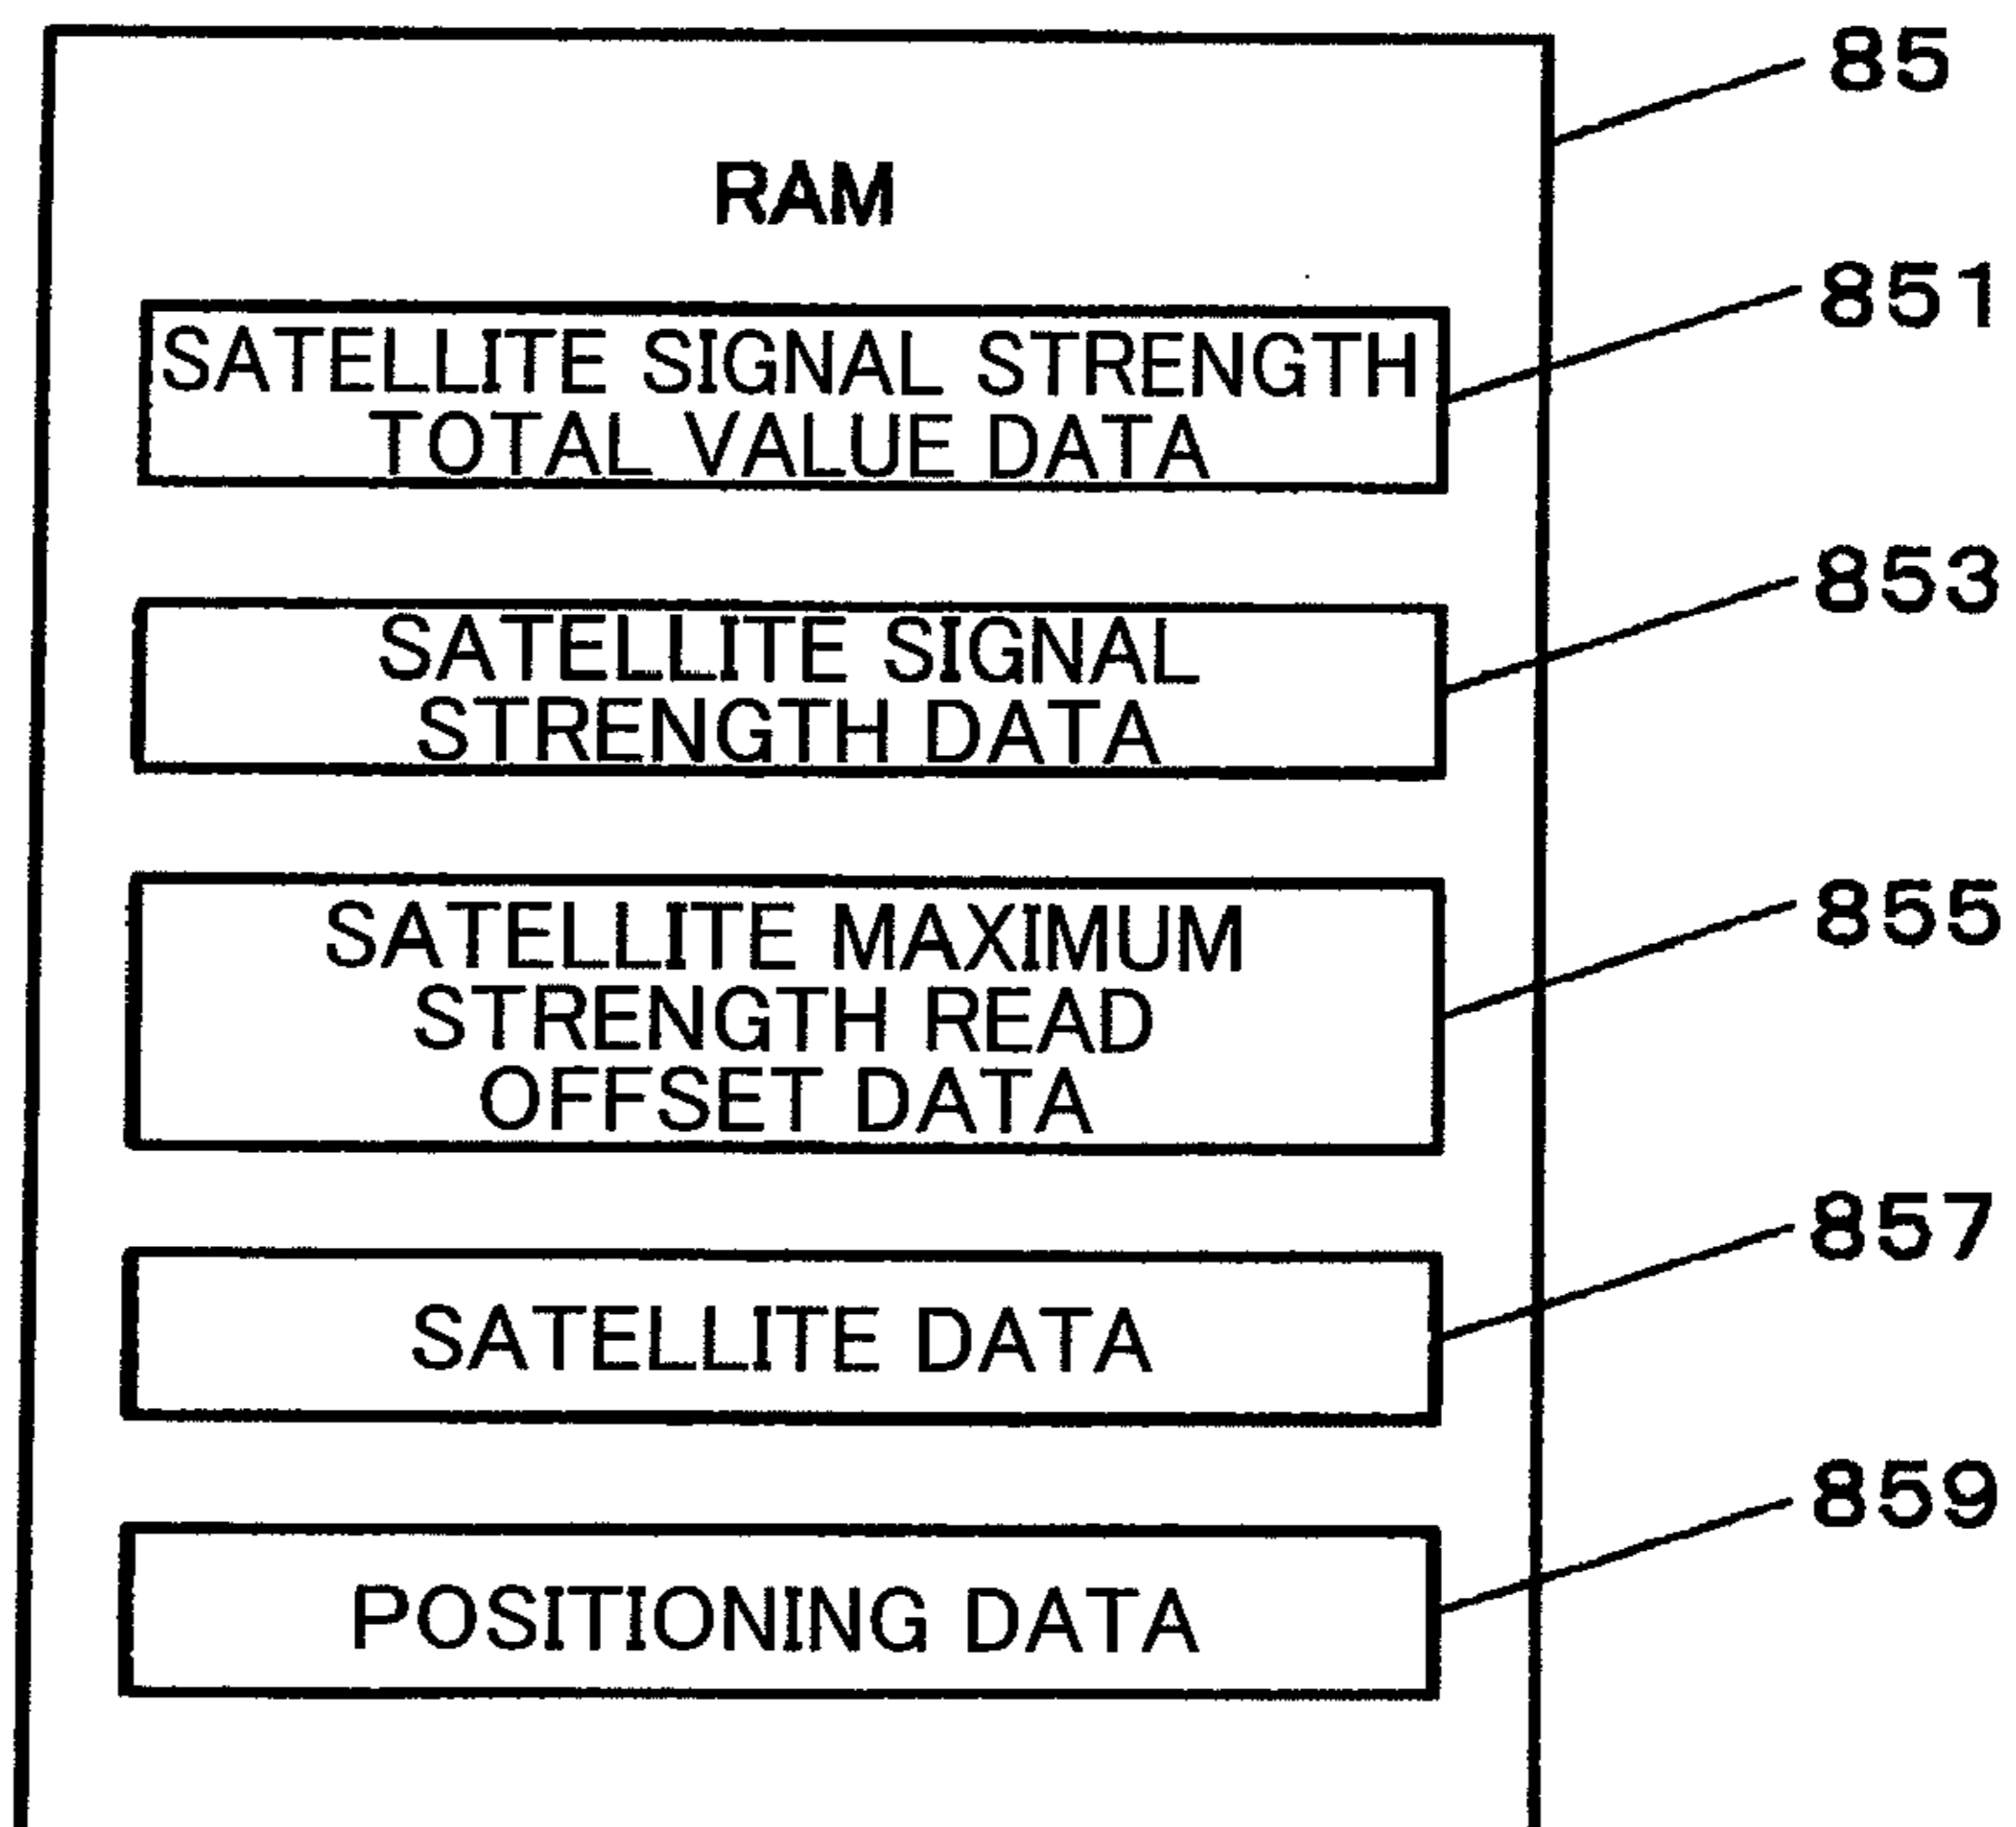 85
RAM
851
SATELLITE SIGNAL STRENGTH
TOTAL VALUE DATA
853
SATELLITE SIGNAL
STRENGTH DATA
855
SATELLITE MAXIMUM
STRENGTH READ
OFFSET DATA
857
SATELLITE DATA
859
POSITIONING DATA